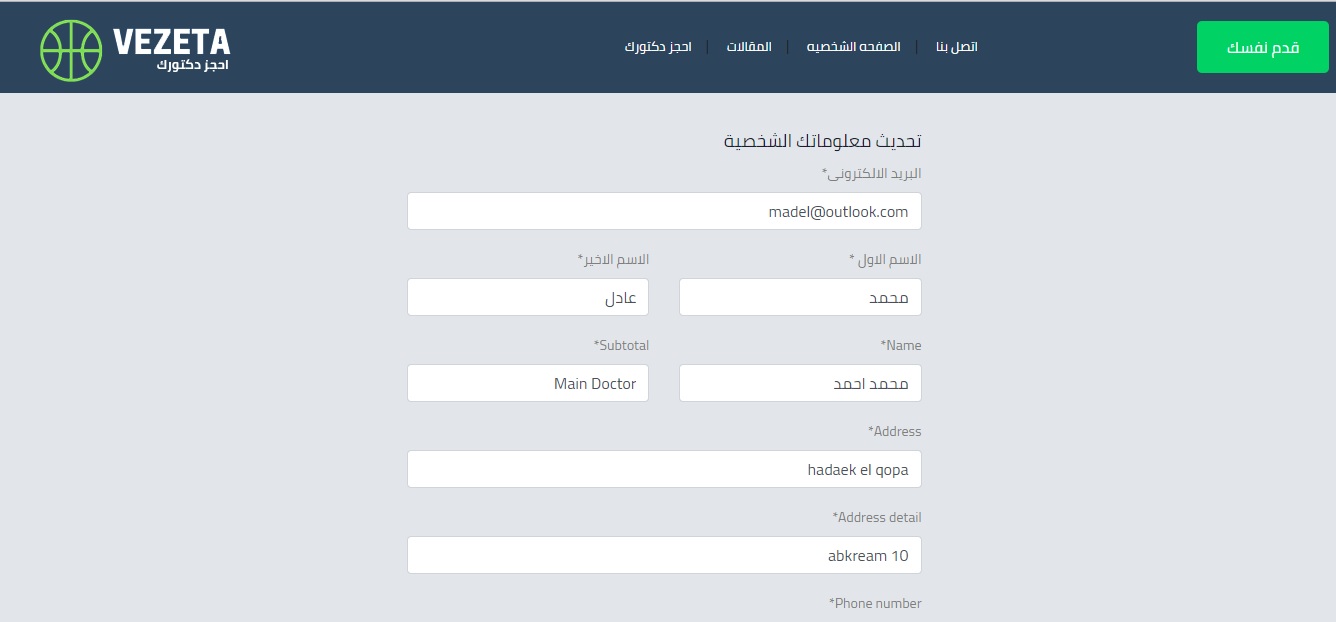 قدم نفسك
اتصل بنا
الصفحه الشخصيه
المقالات
احجز دكتورك
VEZETA
احجز دكتورك
تحديث معلوماتك الشخصية
البريد الالكترونى*
madel@outlook.com
الاسم الاول *
الاسم الاخير*
محمد
عادل
*Name
*Subtotal
محمد احمد
Main Doctor
*Address
hadaek el qopa
*Address detail
abkream 10
*Phone number